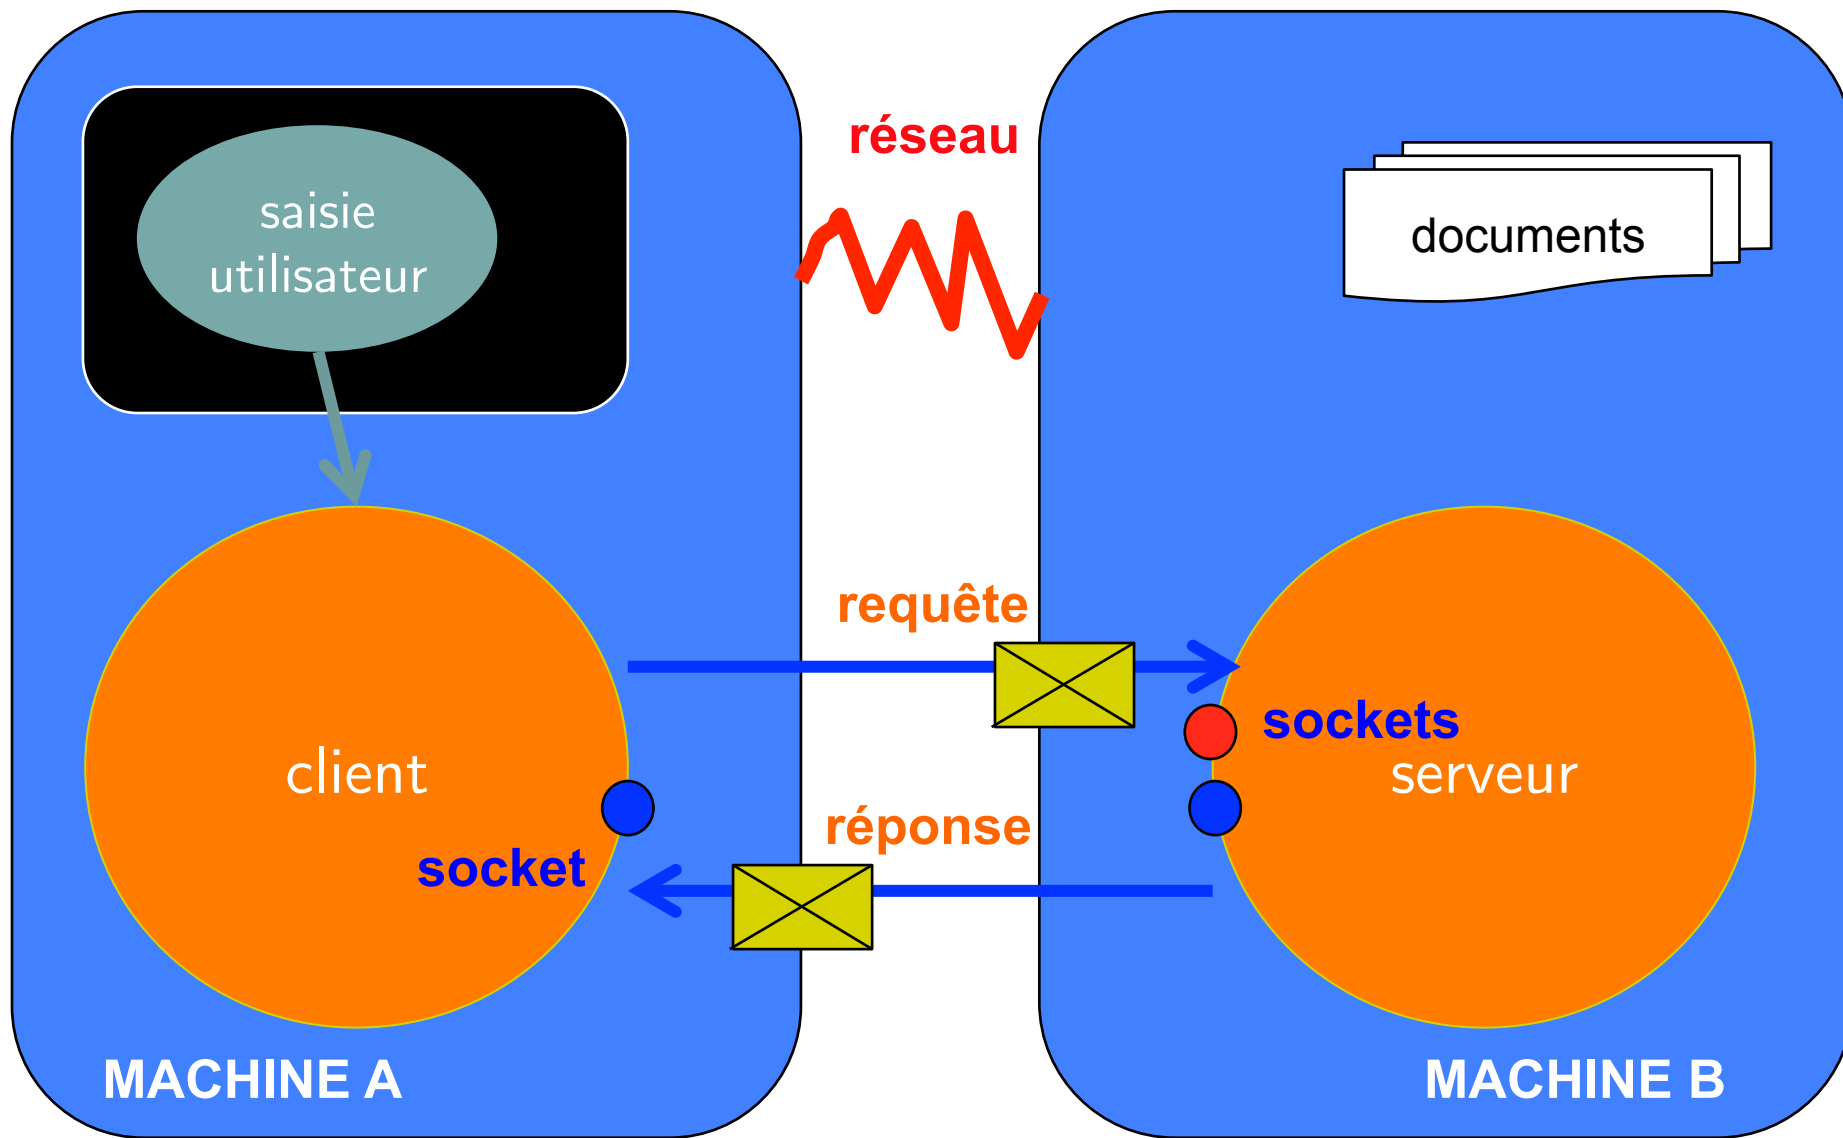 saisie
utilisateur
réseau
documents
requête
sockets
client
serveur
réponse
socket
MACHINE A
MACHINE B